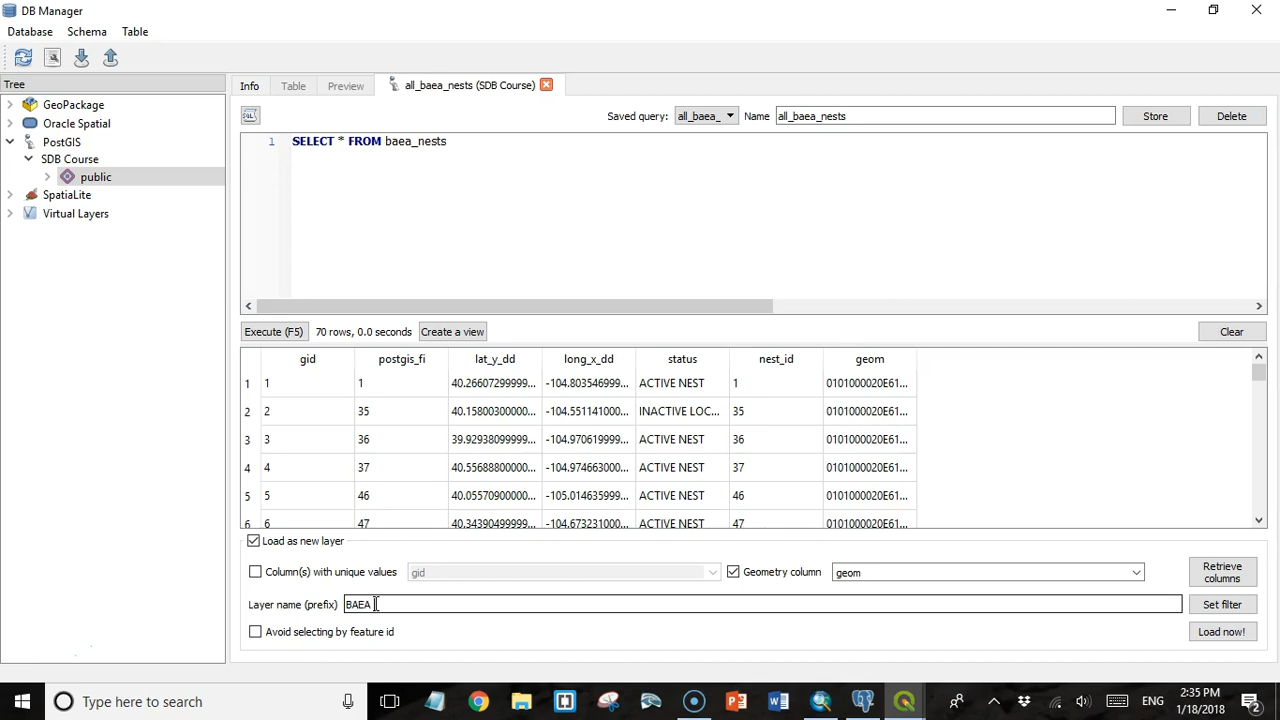 DB Manager
Database Schema Table
Tree
GeoPackage
Oracle Spatial
PostGIS
SDB Course
public
SpatiaLite
Virtual Layers
Info Table Preview all_baea_nests (SDB Course)
SQL Saved query: all_baea_ Name all_baea_nests Store Delete
1 SELECT * FROM baea_nests
Execute (F5) 70 rows, 0.0 seconds Create a view Clear
gid postgis_fi lat_y_dd long_x_dd status nest_id geom
1 1 1 40.26607299999... -104.803546999... ACTIVE NEST 1 0101000020E61...
2 2 35 40.15800300000... -104.551141000... INACTIVE LOC... 35 0101000020E61...
3 3 36 39.92938099999... -104.970619999... ACTIVE NEST 36 0101000020E61...
4 4 37 40.55688800000... -104.974663000... ACTIVE NEST 37 0101000020E61...
5 5 46 40.05570900000... -105.014635999... ACTIVE NEST 46 0101000020E61...
6 6 47 40.34390499999... -104.673231000... ACTIVE NEST 47 0101000020E61...
Load as new layer
Column(s) with unique values gid Geometry column geom Retrieve columns
Layer name (prefix) BAEA Set filter
Avoid selecting by feature id Load now!
Type here to search ENG 2:35 PM
1/18/2018 2